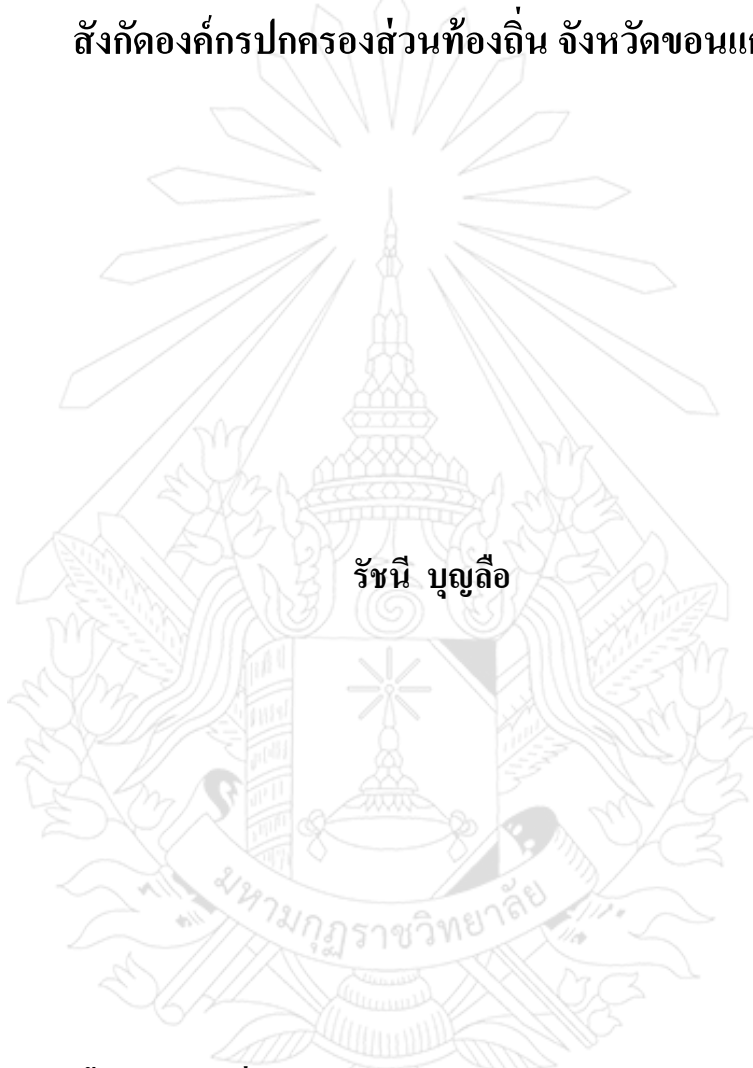 สังกัดองค์กรปกครองส่วนท้องถิ่น จังหวัดขอนแก
รัชนี บุญลือ
มหามกุฏราชวิทยาลัย